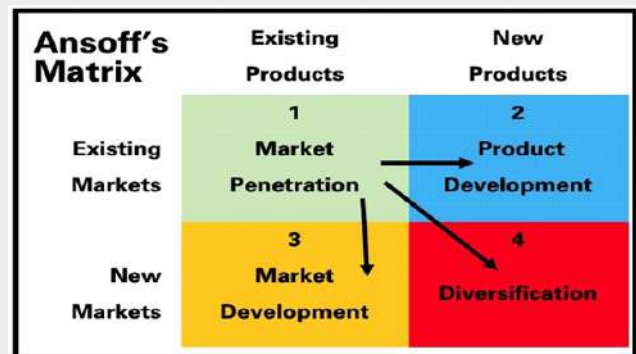 Ansoff's
Matrix
Existing
Products
New
Products
Existing
Markets
1
Market
Penetration
2
Product
Development
New
Markets
3
Market
Development
4
Diversification